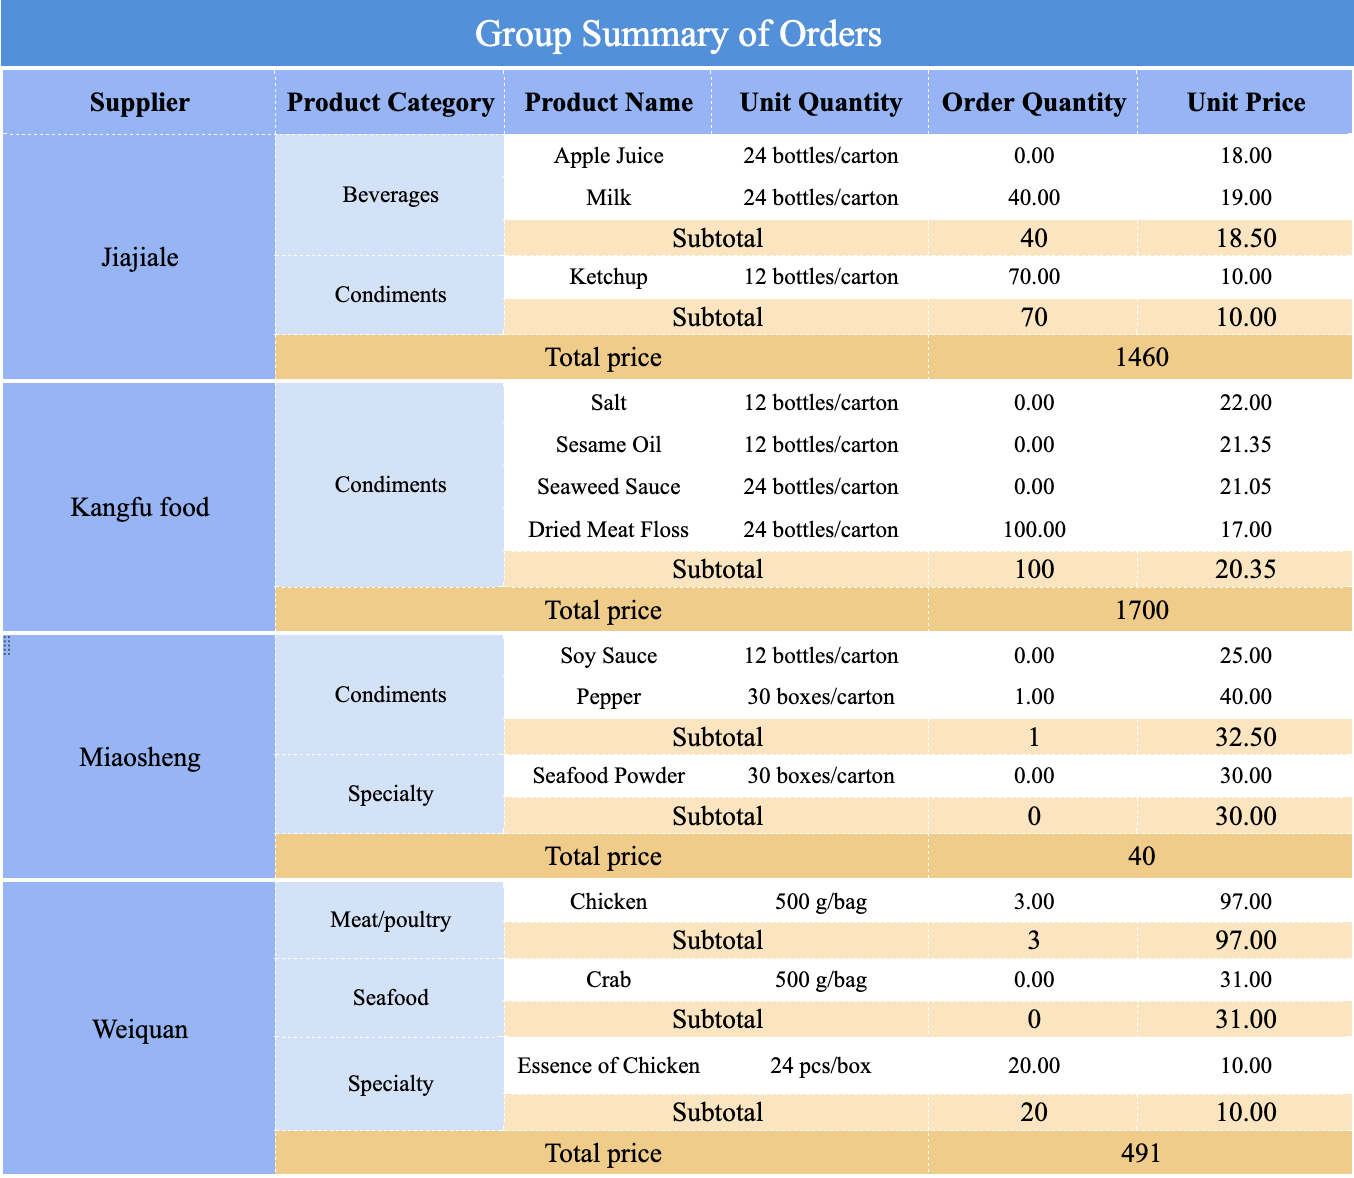 Group Summary of Orders
Supplier Product Category Product Name Unit Quantity Order Quantity Unit Price
Jiajiale
Beverages
Apple Juice 24 bottles/carton 0.00 18.00
Milk 24 bottles/carton 40.00 19.00
Subtotal 40 18.50
Condiments
Ketchup 12 bottles/carton 70.00 10.00
Subtotal 70 10.00
Total price 1460
Kangfu food
Condiments
Salt 12 bottles/carton 0.00 22.00
Sesame Oil 12 bottles/carton 0.00 21.35
Seaweed Sauce 24 bottles/carton 0.00 21.05
Dried Meat Floss 24 bottles/carton 100.00 17.00
Subtotal 100 20.35
Total price 1700
Miaosheng
Condiments
Soy Sauce 12 bottles/carton 0.00 25.00
Pepper 30 boxes/carton 1.00 40.00
Subtotal 1 32.50
Specialty
Seafood Powder 30 boxes/carton 0.00 30.00
Subtotal 0 30.00
Total price 40
Weiquan
Meat/poultry
Chicken 500 g/bag 3.00 97.00
Subtotal 3 97.00
Seafood
Crab 500 g/bag 0.00 31.00
Subtotal 0 31.00
Specialty
Essence of Chicken 24 pcs/box 20.00 10.00
Subtotal 20 10.00
Total price 491